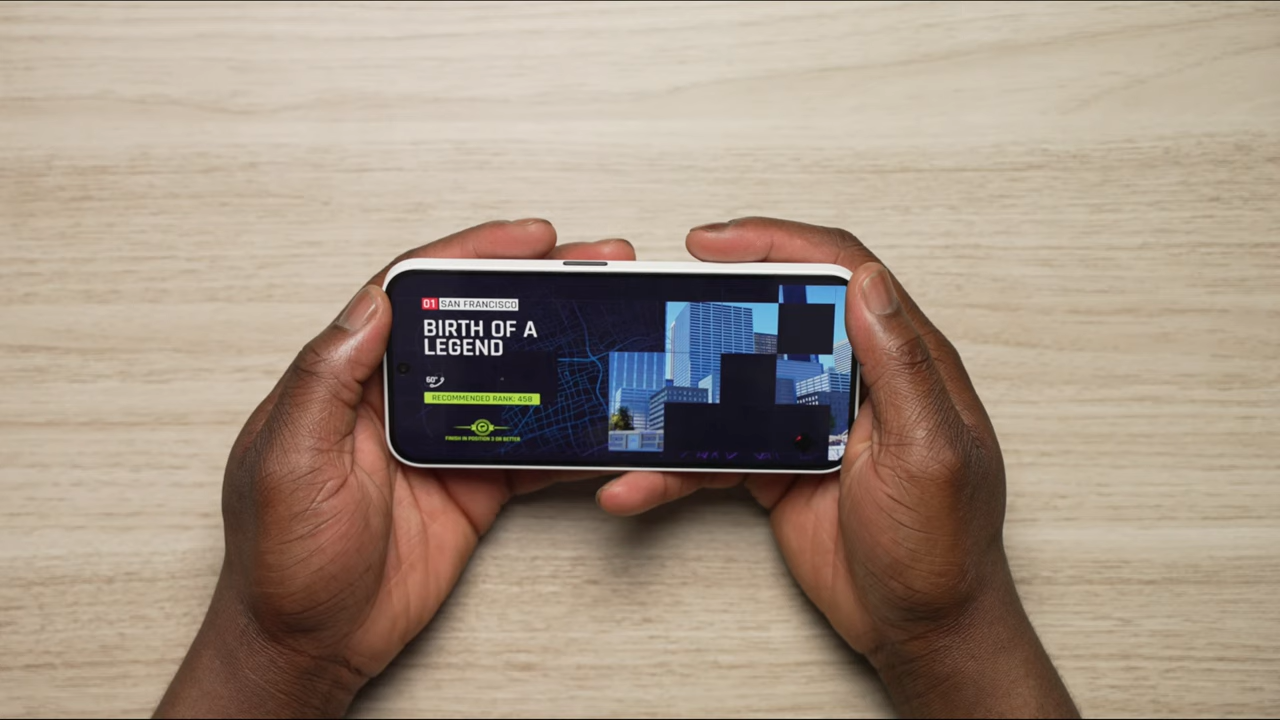 01 SAN FRANCISCO
BIRTH OF A
LEGEND
60°
RECOMMENDED RANK: 458
FINISH IN POSITION 3 OR BETTER